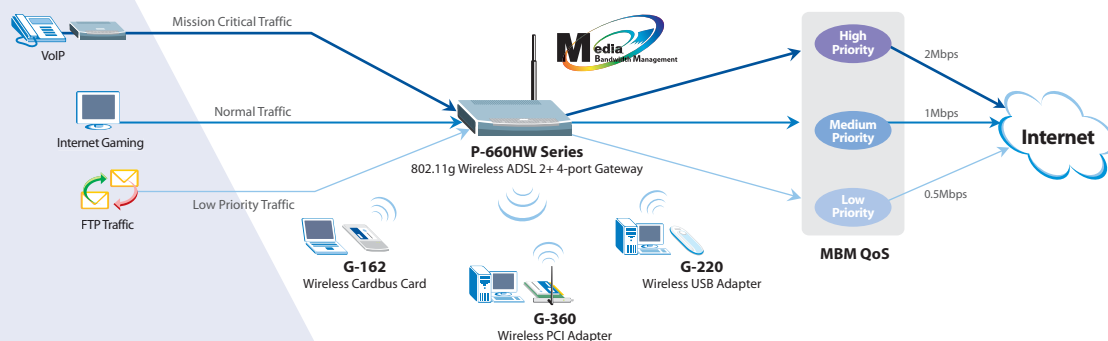 Mission Critical Traffic
VoIP
Media
Bandwidth Management
High
Priority
2Mbps
Normal Traffic
Internet Gaming
P-660HW Series
802.11g Wireless ADSL 2+ 4-port Gateway
Medium
Priority
1Mbps
Internet
Low Priority Traffic
FTP Traffic
Low
Priority
0.5Mbps
MBM QoS
G-162
Wireless Cardbus Card
G-360
Wireless PCI Adapter
G-220
Wireless USB Adapter